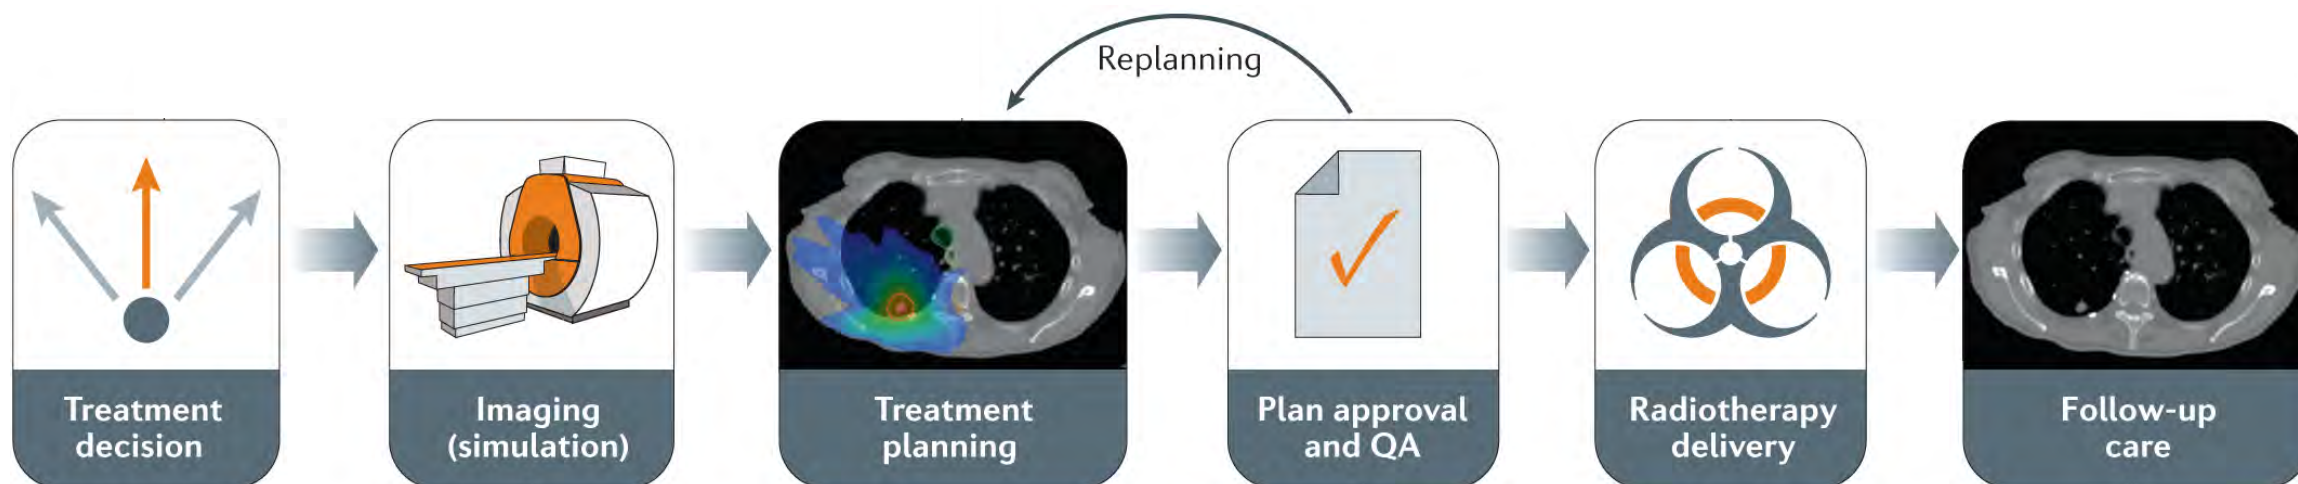 Replanning
Treatment
decision
Imaging
(simulation)
Treatment
planning
Plan approval
and QA
Radiotherapy
delivery
Follow-up
care